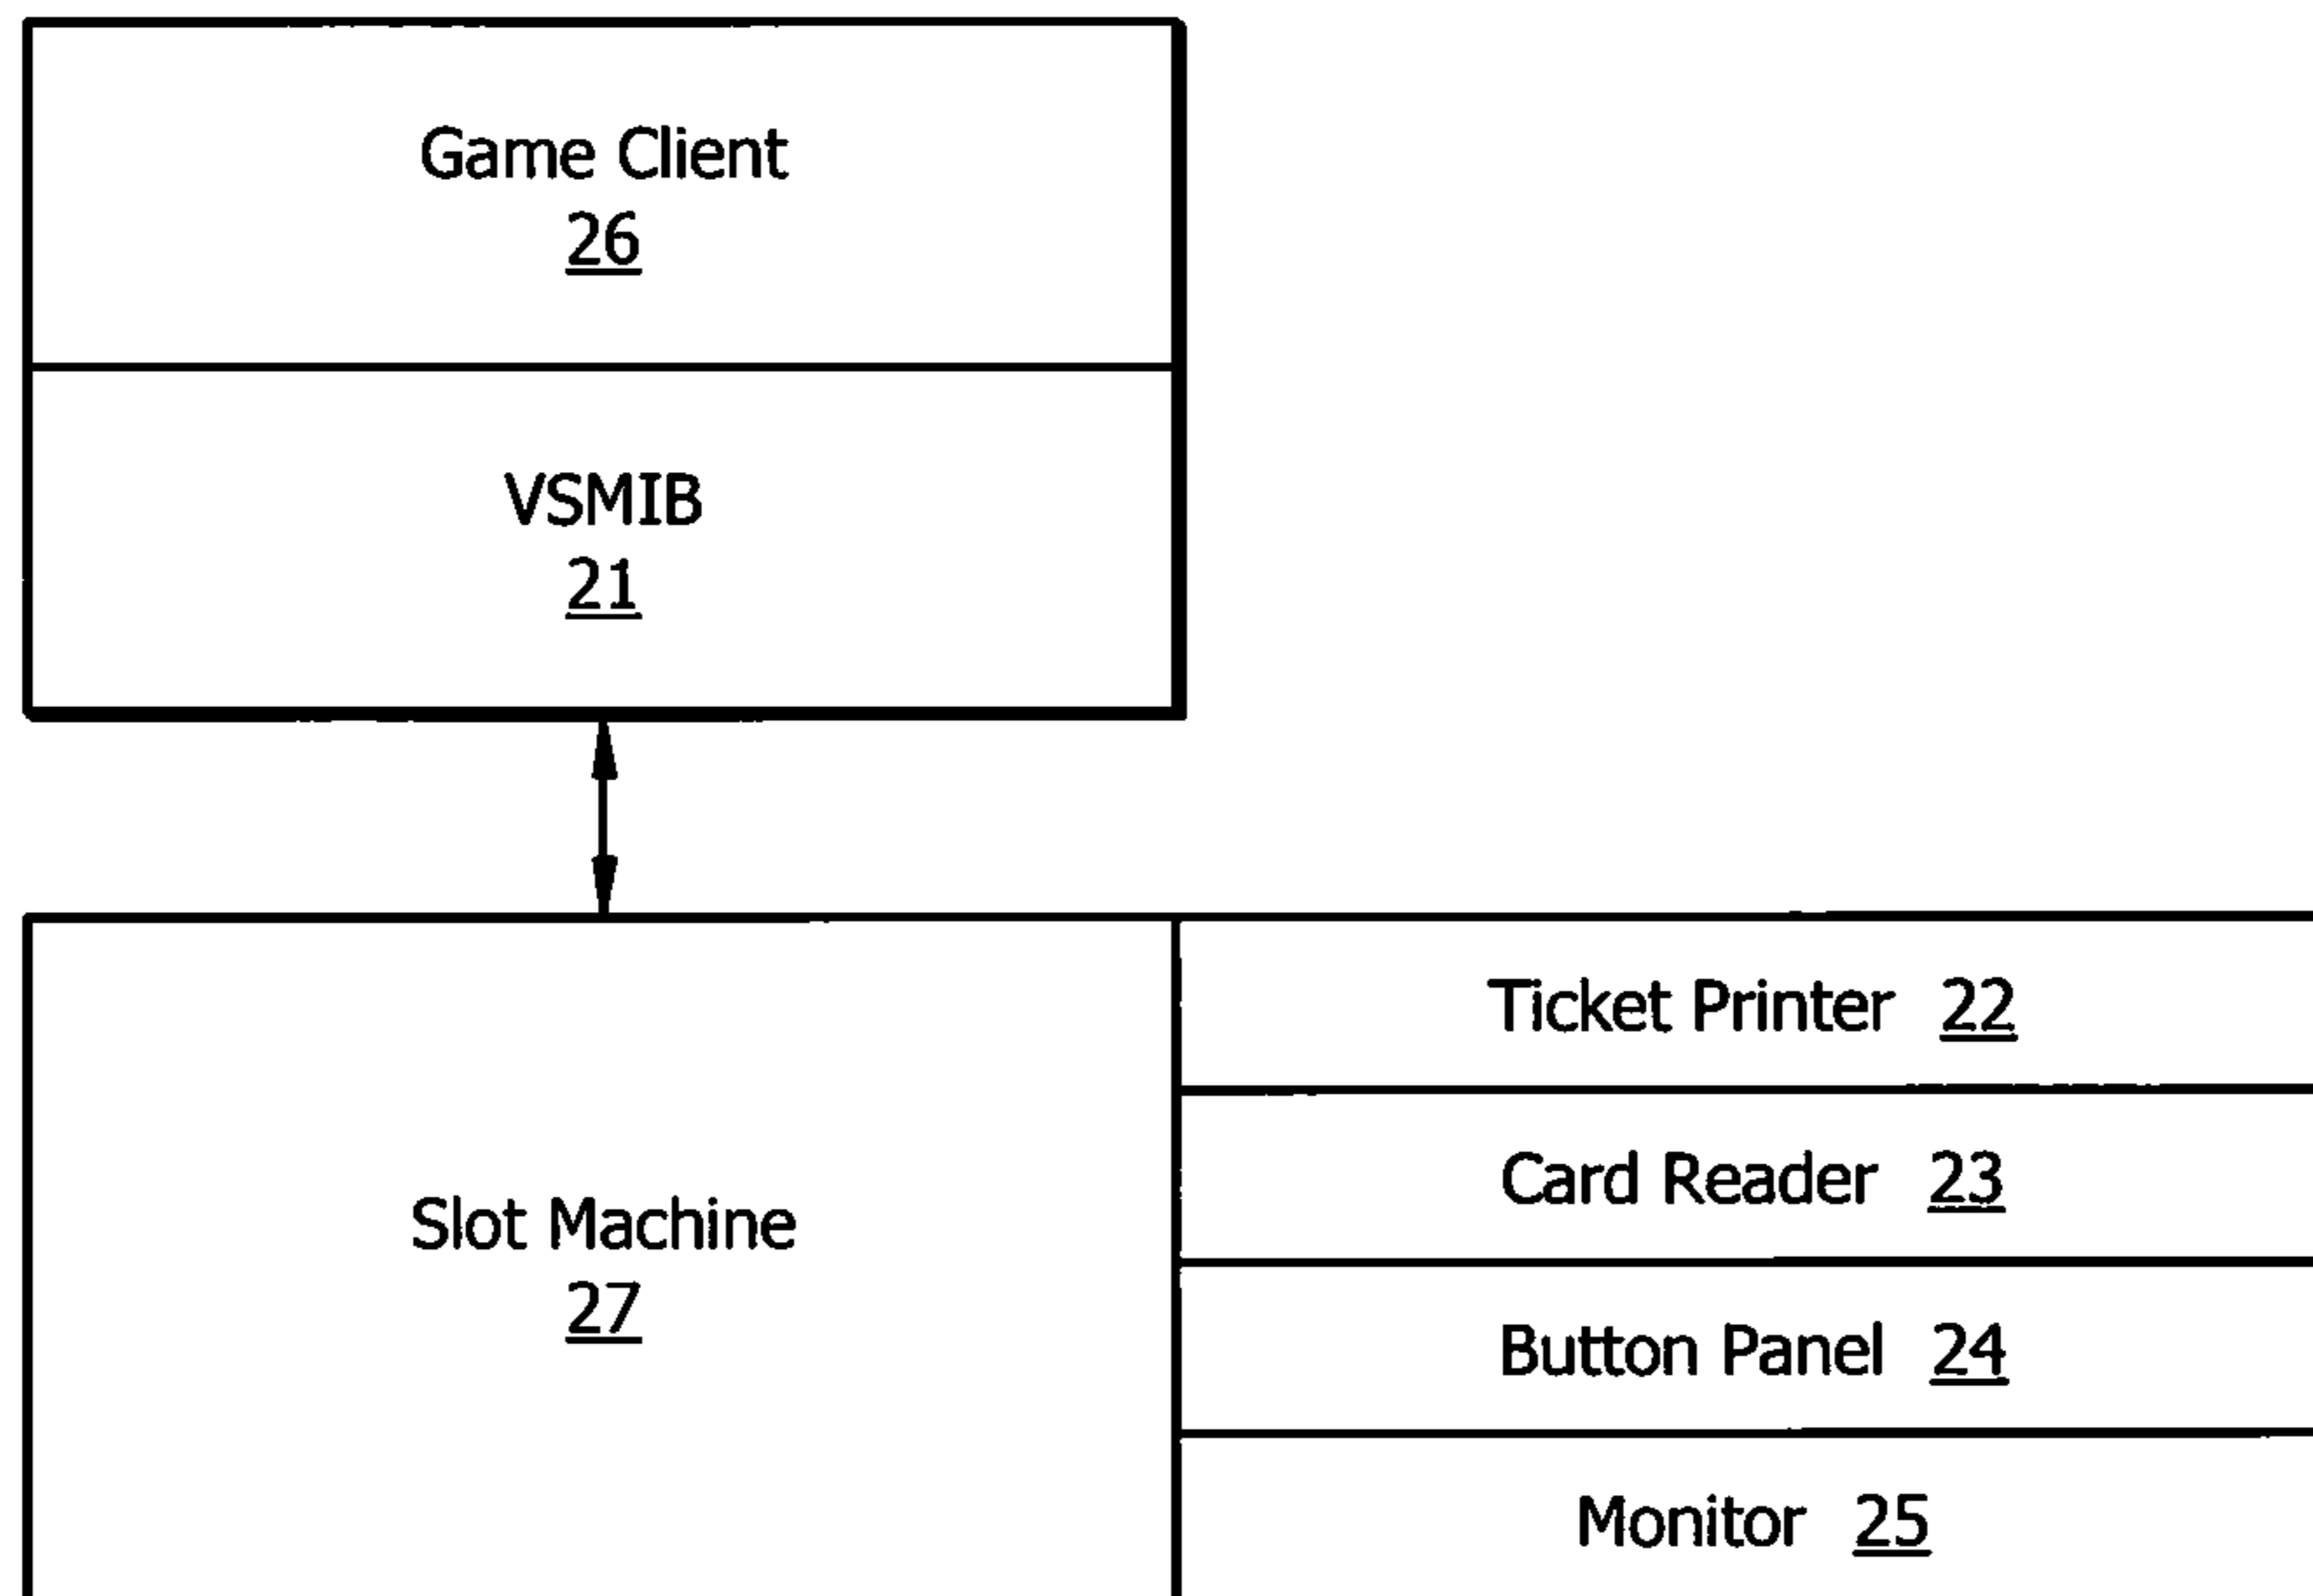 Game Client
26
VSMIB
21
Slot Machine
27
Ticket Printer 22
Card Reader 23
Button Panel 24
Monitor 25